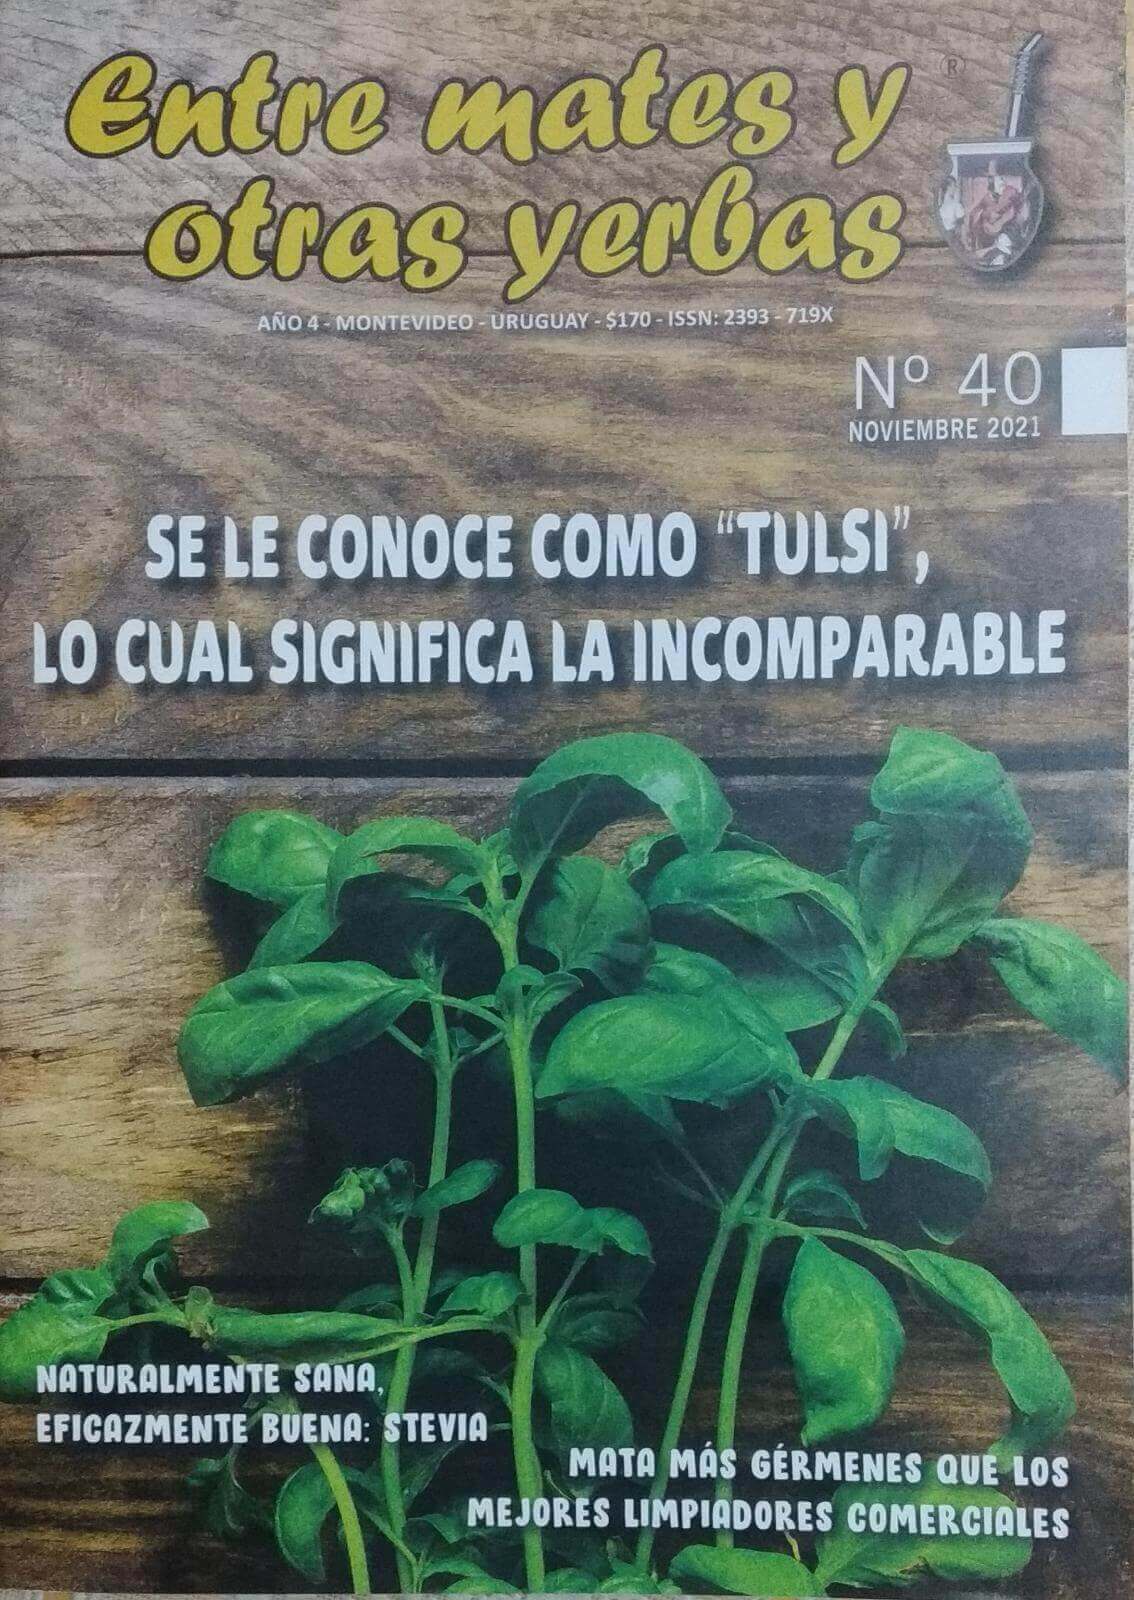 Entre mates y
otras yerbas
®
AÑO 4 - MONTEVIDEO - URUGUAY - $170 - ISSN: 2393 - 719X
Nº 40
NOVIEMBRE 2021
SE LE CONOCE COMO "TULSI",
LO CUAL SIGNIFICA LA INCOMPARABLE
NATURALMENTE SANA,
EFICAZMENTE BUENA: STEVIA
MATA MÁS GÉRMENES QUE LOS
MEJORES LIMPIADORES COMERCIALES